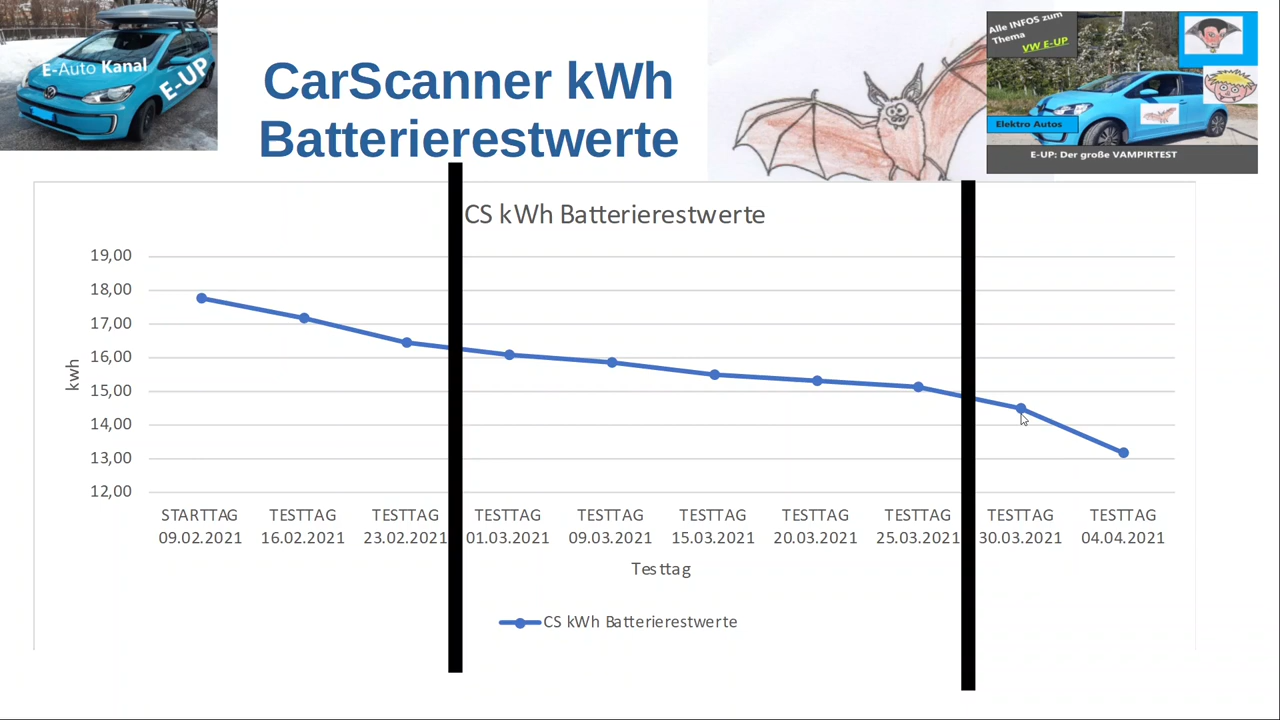 E-Auto Kanal
E-UP
CarScanner kWh
Batterierestwerte
Alle INFOS zum
Thema
VW E-UP
Elektro Autos
E-UP: Der große VAMPIRTEST
CS kWh Batterierestwerte
19,00
18,00
17,00
16,00
15,00
14,00
13,00
12,00
kwh
STARTTAG TESTTAG TESTTAG TESTTAG TESTTAG TESTTAG TESTTAG TESTTAG TESTTAG TESTTAG
09.02.2021 16.02.2021 23.02.2021 01.03.2021 09.03.2021 15.03.2021 20.03.2021 25.03.2021 30.03.2021 04.04.2021
Testtag
CS kWh Batterierestwerte